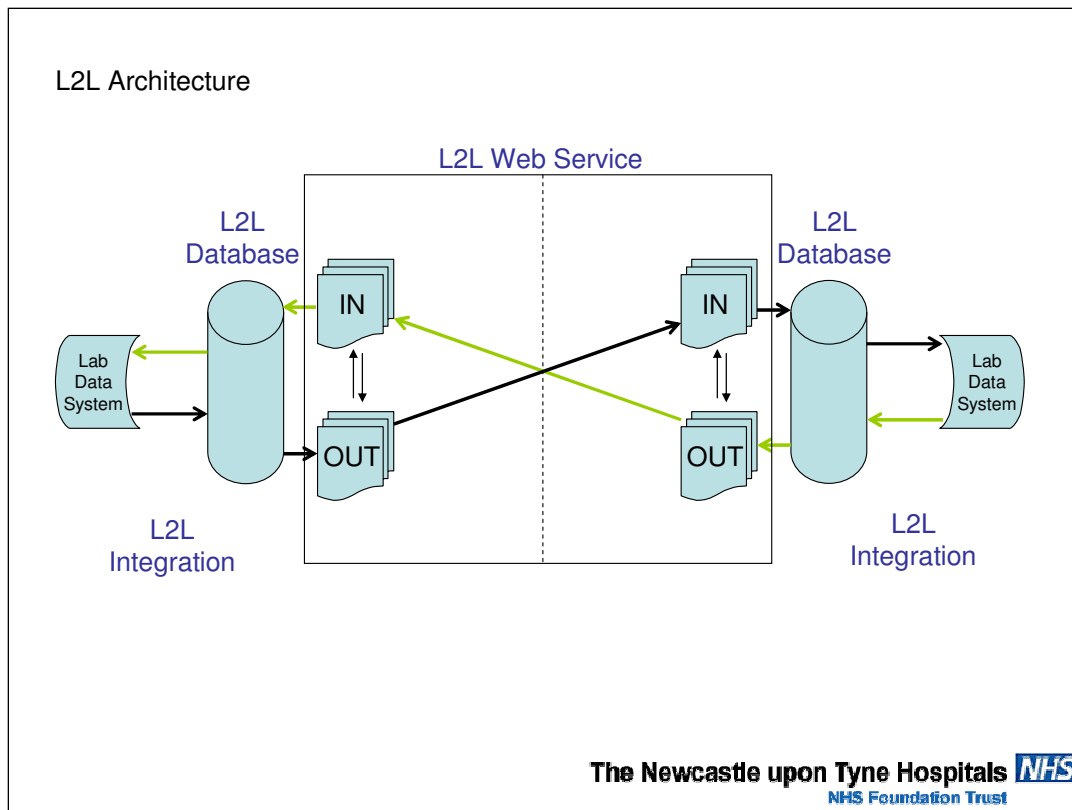 L2L Architecture
L2L Web Service
L2L
Database
L2L
Database
IN
IN
Lab
Data
System
Lab
Data
System
OUT
OUT
L2L
Integration
L2L
Integration
The Newcastle upon Tyne Hospitals NHS
NHS Foundation Trust